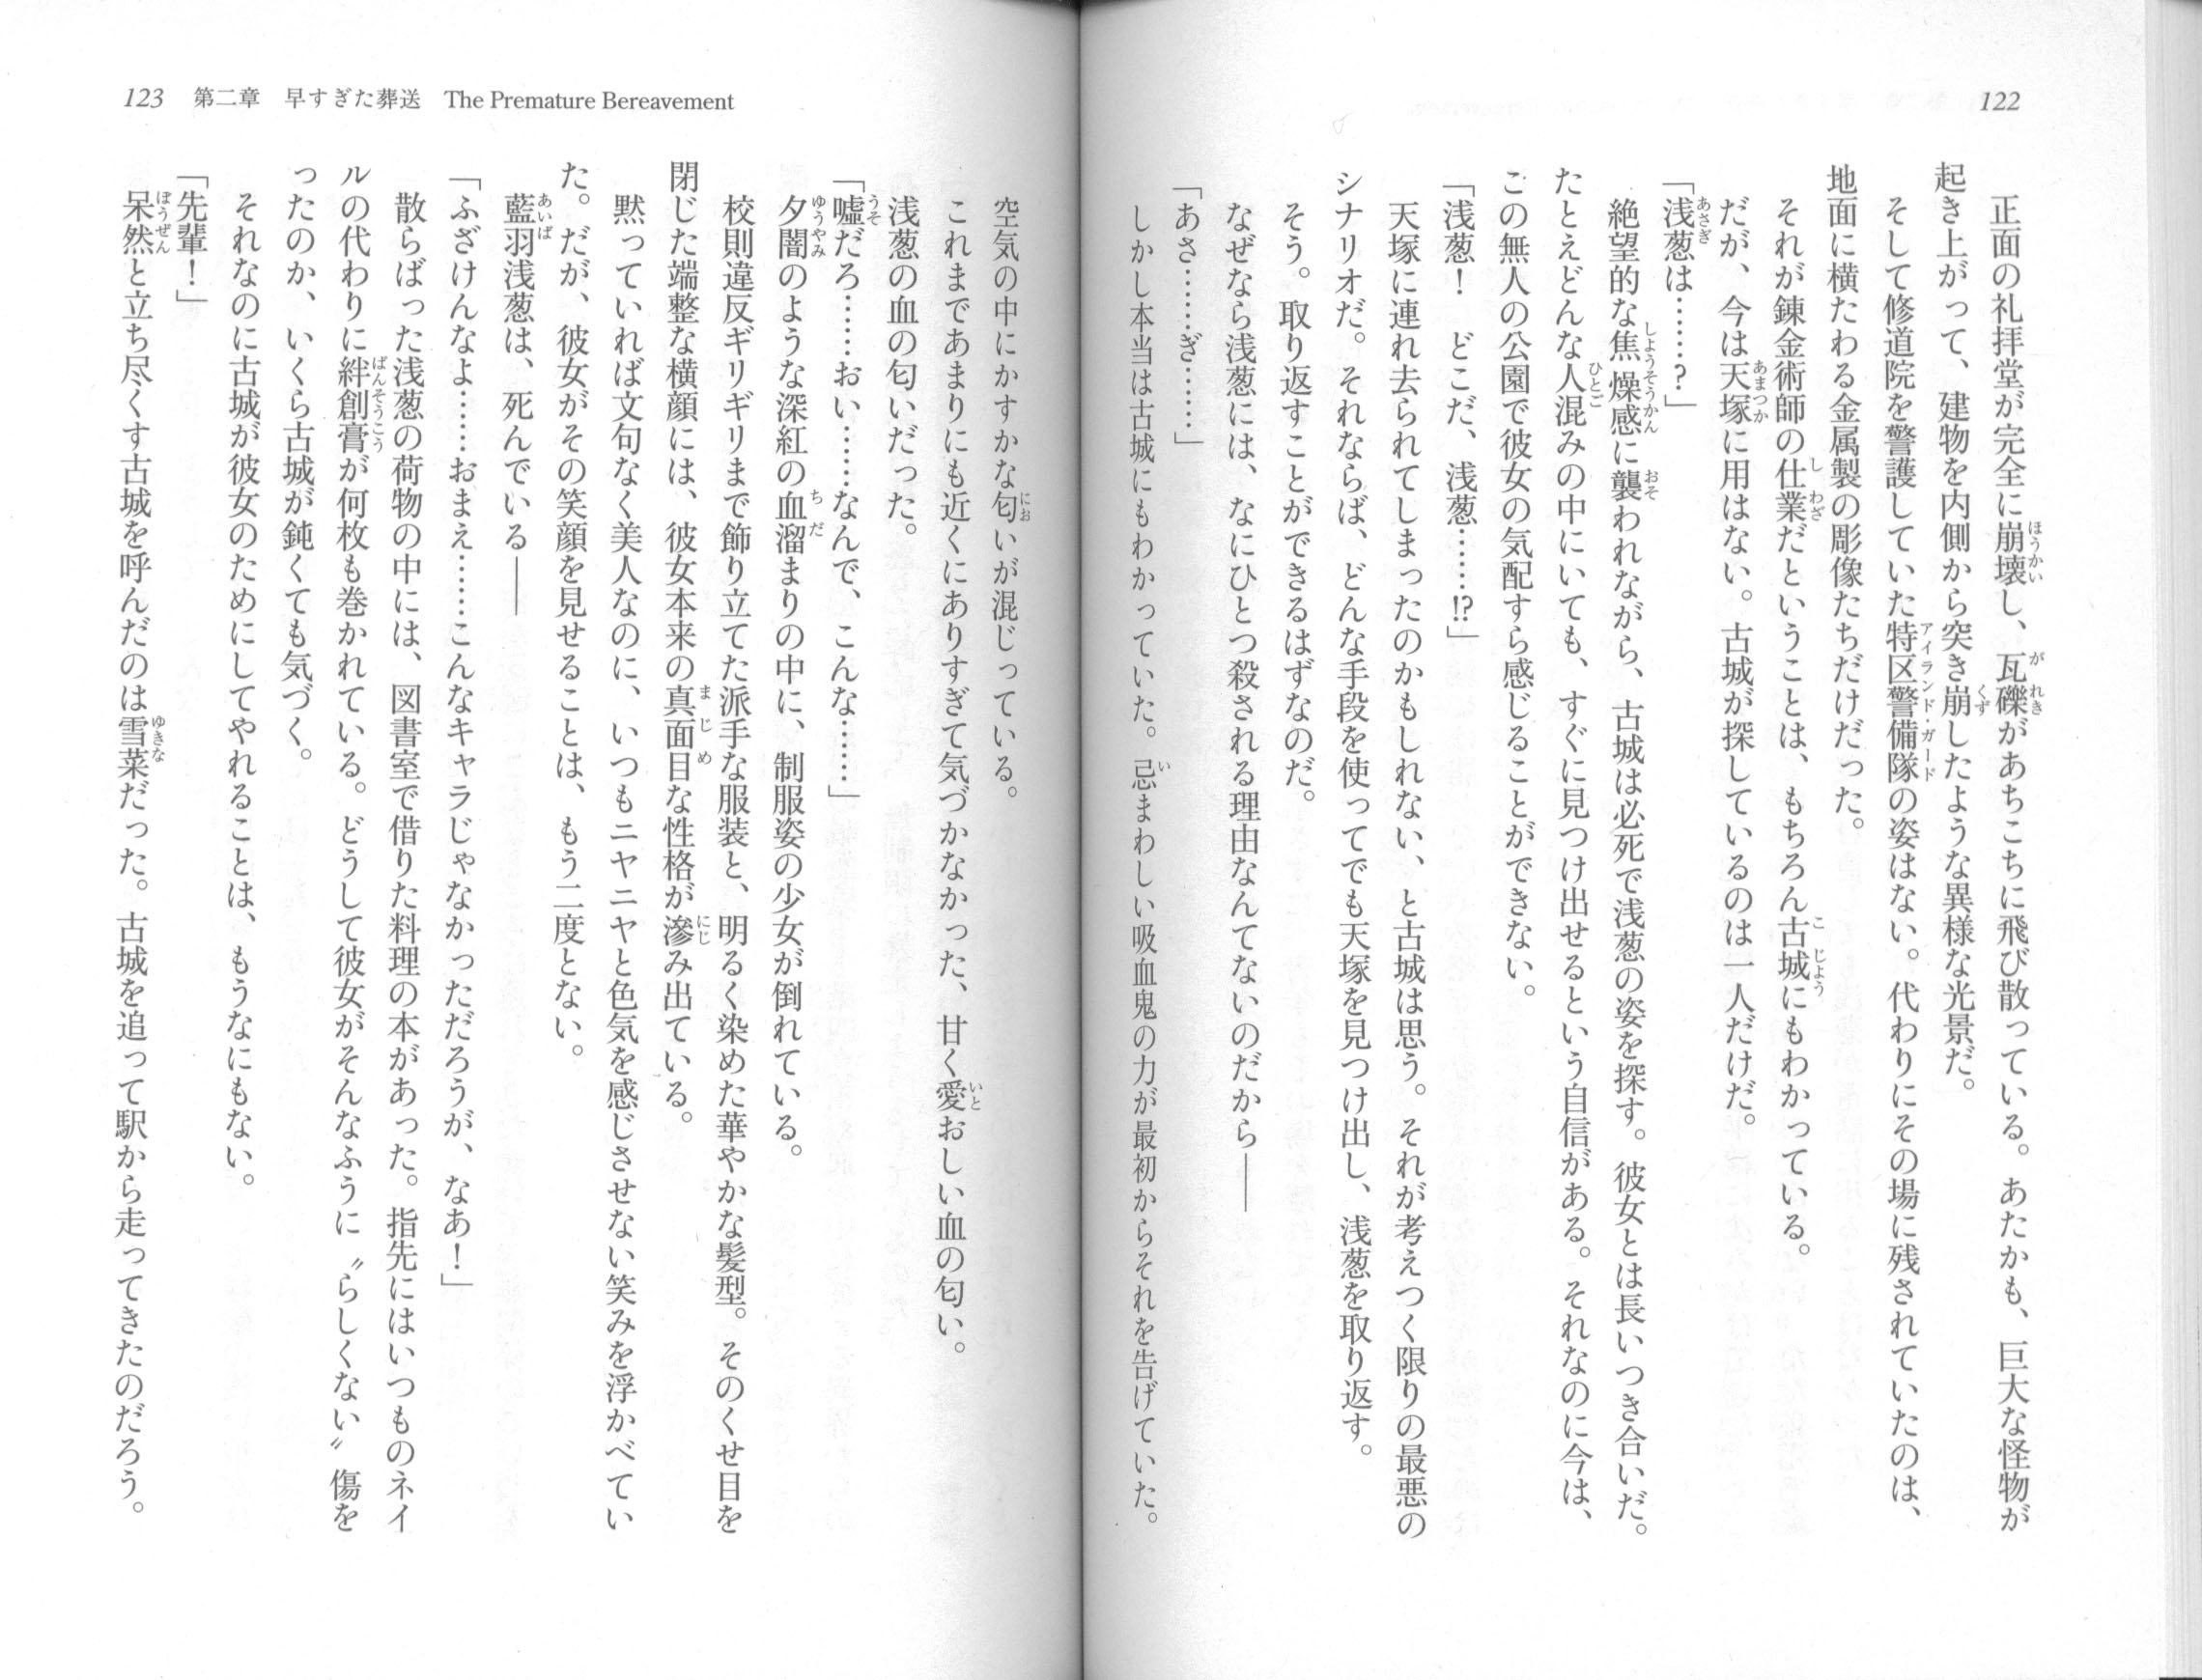 122
正面の礼拝堂が完全に崩壊し、瓦礫があちこちに飛び散っている。あたかも、巨大な怪物が
起き上がって、建物を内側から突き崩したような異様な光景だ。
そして修道院を警護していた特区警備隊の姿はない。代わりにその場に残されていたのは、
地面に横たわる金属製の彫像たちだけだった。
それが錬金術師の仕業だということは、もちろん古城にもわかっている。
だが、今は天塚に用はない。古城が探しているのは一人だけだ。
「浅葱は……?」
絶望的な焦燥感に襲われながら、古城は必死で浅葱の姿を探す。彼女とは長いつき合いだ。
たとえどんな人混みの中にいても、すぐに見つけ出せるという自信がある。それなのに今は、
この無人の公園で彼女の気配すら感じることができない。
「浅葱!　どこだ、浅葱……!?」
天塚に連れ去られてしまったのかもしれない、と古城は思う。それが考えつく限りの最悪の
シナリオだ。それならば、どんな手段を使ってでも天塚を見つけ出し、浅葱を取り返す。
そう。取り返すことができるはずなのだ。
なぜなら浅葱には、なにひとつ殺される理由なんてないのだから――
「あさ……ぎ……」
しかし本当は古城にもわかっていた。忌まわしい吸血鬼の力が最初からそれを告げていた。
123　第二章　早すぎた葬送　The Premature Bereavement
空気の中にかすかな匂いが混じっている。
これまであまりにも近くにありすぎて気づかなかった、甘く愛おしい血の匂い。
浅葱の血の匂いだった。
「嘘だろ……おい……なんで、こんな……」
夕闇のような深紅の血溜まりの中に、制服姿の少女が倒れている。
校則違反ギリギリまで飾り立てた派手な服装と、明るく染めた華やかな髪型。そのくせ目を
閉じた端整な横顔には、彼女本来の真面目な性格が滲み出ている。
黙っていれば文句なく美人なのに、いつもニヤニヤと色気を感じさせない笑みを浮かべてい
た。だが、彼女がその笑顔を見せることは、もう二度とない。
藍羽浅葱は、死んでいる――
「ふざけんなよ……おまえ……こんなキャラじゃなかっただろうが、なあ!」
散らばった浅葱の荷物の中には、図書室で借りた料理の本があった。指先にはいつものネイ
ルの代わりに絆創膏が何枚も巻かれている。どうして彼女がそんなふうに〝らしくない〟傷を
ったのか、いくら古城が鈍くても気づく。
それなのに古城が彼女のためにしてやれることは、もうなにもない。
「先輩!」
呆然と立ち尽くす古城を呼んだのは雪菜だった。古城を追って駅から走ってきたのだろう。